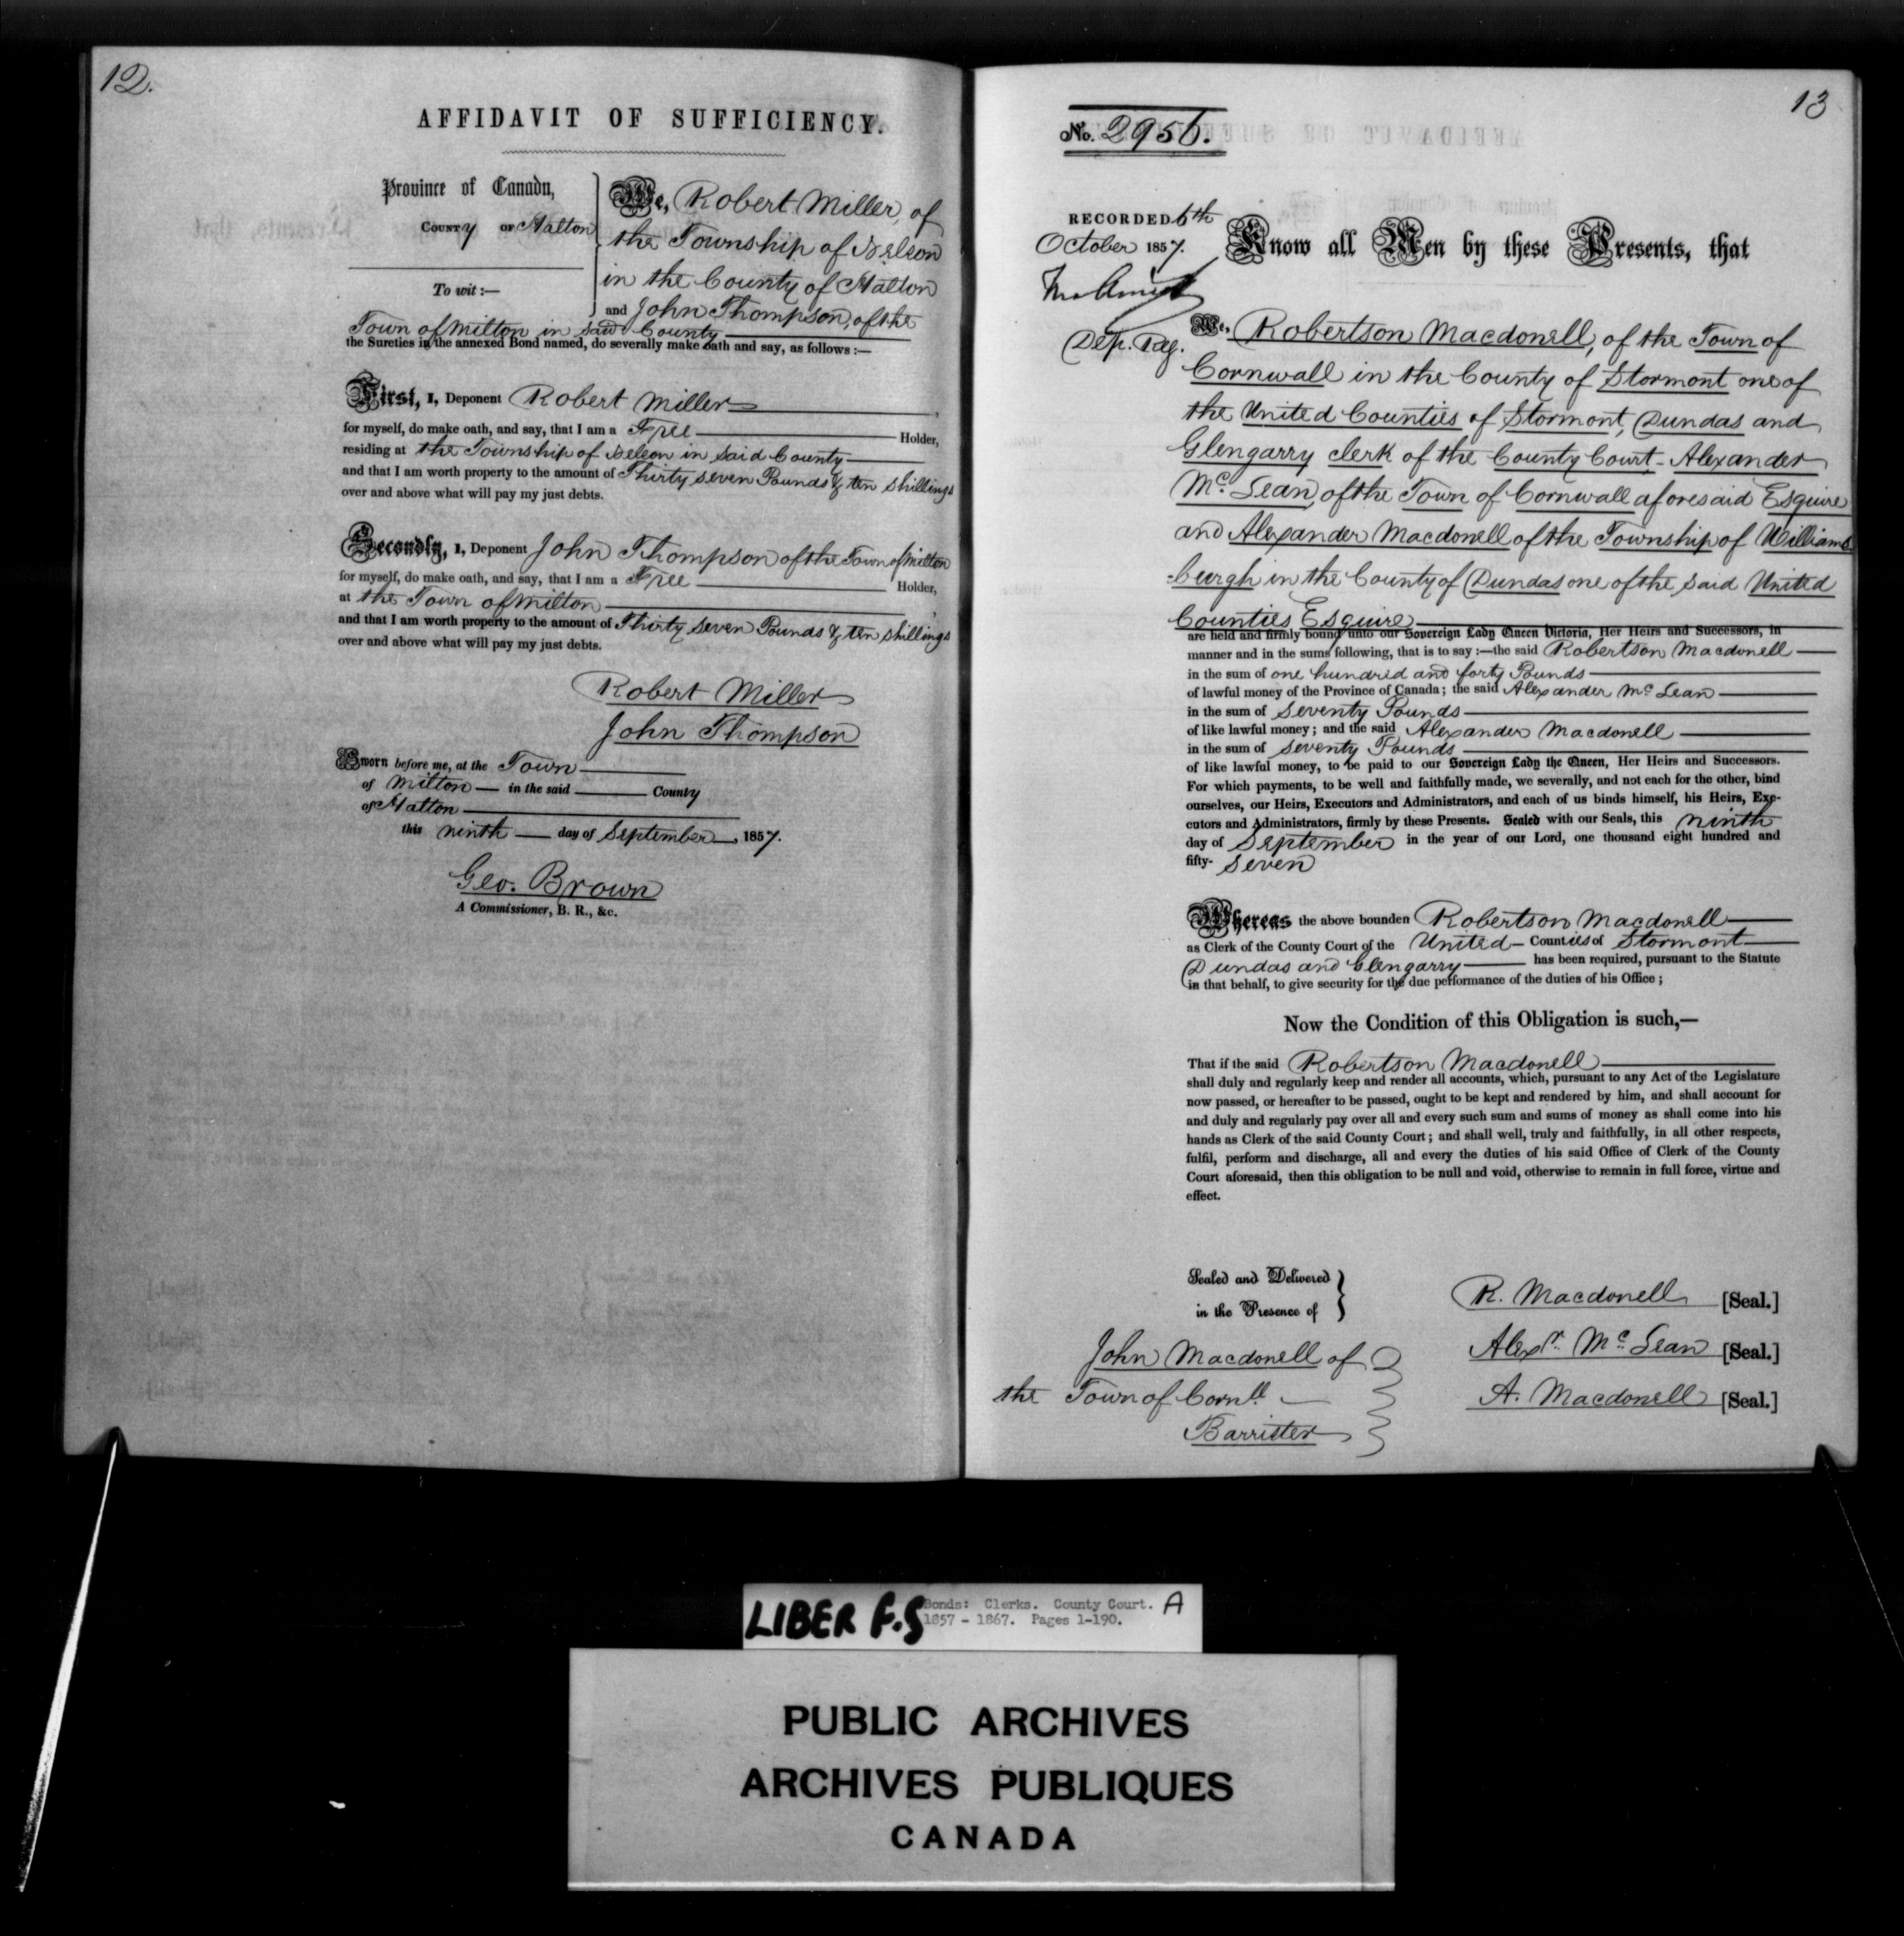 12.
AFFIDAVIT OF SUFFICIENCY.
Province of Canada,
COUNTY OF Halton
To wit :—
We, Robert Miller, of
the Township of Nelson
in the County of Halton
and John Thompson, of the
Town of Milton in said County
the Sureties in the annexed Bond named, do severally make oath and say, as follows :—
First, I, Deponent Robert Miller
for myself, do make oath, and say, that I am a Free Holder,
residing at the Township of Nelson in said County
and that I am worth property to the amount of Thirty seven Pounds & ten shillings
over and above what will pay my just debts.
Secondly, I, Deponent John Thompson of the Town of Milton
for myself, do make oath, and say, that I am a Free Holder,
at the Town of Milton
and that I am worth property to the amount of Thirty seven Pounds & ten shillings
over and above what will pay my just debts.
Robert Miller
John Thompson
Sworn before me, at the Town
of Milton — in the said County
of Halton
this ninth day of September, 1857.
Geo. Brown
A Commissioner, B. R., &c.
13
No. 2956.
RECORDED 6th
October 1857.
Dep. Reg.
Know all Men by these Presents, that
We, Robertson Macdonell, of the Town of
Cornwall in the County of Stormont one of
the United Counties of Stormont, Dundas and
Glengarry clerk of the County Court - Alexander
Mc. Lean, of the Town of Cornwall aforesaid Esquire
and Alexander Macdonell of the Township of Williams
-burgh in the County of Dundas one of the said United
Counties Esquire
are held and firmly bound unto our Sovereign Lady Queen Victoria, Her Heirs and Successors, in
manner and in the sums following, that is to say :—the said Robertson Macdonell
in the sum of one hundred and forty Pounds
of lawful money of the Province of Canada; the said Alexander Mc Lean
in the sum of Seventy Pounds
of like lawful money; and the said Alexander Macdonell
in the sum of Seventy Pounds
of like lawful money, to be paid to our Sovereign Lady the Queen, Her Heirs and Successors.
For which payments, to be well and faithfully made, we severally, and not each for the other, bind
ourselves, our Heirs, Executors and Administrators, and each of us binds himself, his Heirs, Exe-
cutors and Administrators, firmly by these Presents. Sealed with our Seals, this ninth
day of September in the year of our Lord, one thousand eight hundred and
fifty- Seven
Whereas the above bounden Robertson Macdonell
as Clerk of the County Court of the United Counties of Stormont
Dundas and Glengarry has been required, pursuant to the Statute
in that behalf, to give security for the due performance of the duties of his Office ;
Now the Condition of this Obligation is such,—
That if the said Robertson Macdonell
shall duly and regularly keep and render all accounts, which, pursuant to any Act of the Legislature
now passed, or hereafter to be passed, ought to be kept and rendered by him, and shall account for
and duly and regularly pay over all and every such sum and sums of money as shall come into his
hands as Clerk of the said County Court ; and shall well, truly and faithfully, in all other respects,
fulfil, perform and discharge, all and every the duties of his said Office of Clerk of the County
Court aforesaid, then this obligation to be null and void, otherwise to remain in full force, virtue and
effect.
Sealed and Delivered
in the Presence of
John Macdonell of
the Town of Cornll
Barrister
R. Macdonell [Seal.]
Alexr. Mc. Lean [Seal.]
A. Macdonell [Seal.]
LIBER F.S
Bonds: Clerks. County Court. A
1857 - 1867. Pages 1-190.
PUBLIC ARCHIVES
ARCHIVES PUBLIQUES
CANADA